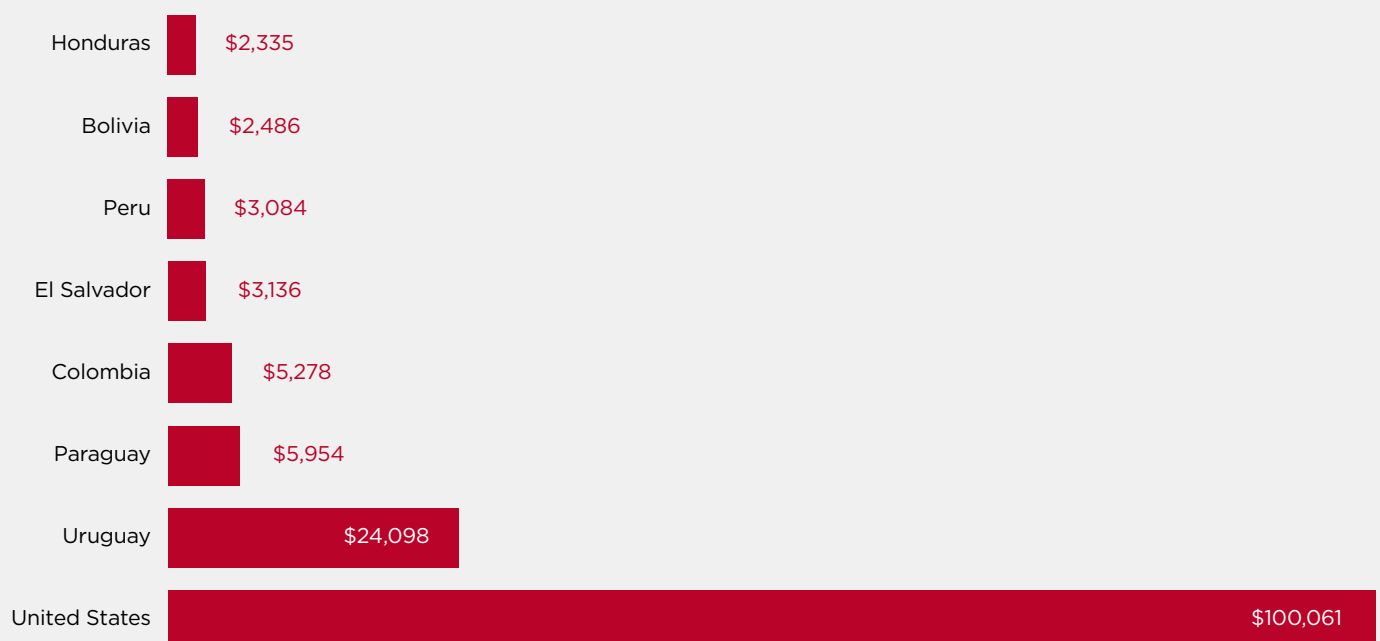 Honduras $2,335
Bolivia $2,486
Peru $3,084
El Salvador $3,136
Colombia $5,278
Paraguay $5,954
Uruguay $24,098
United States $100,061